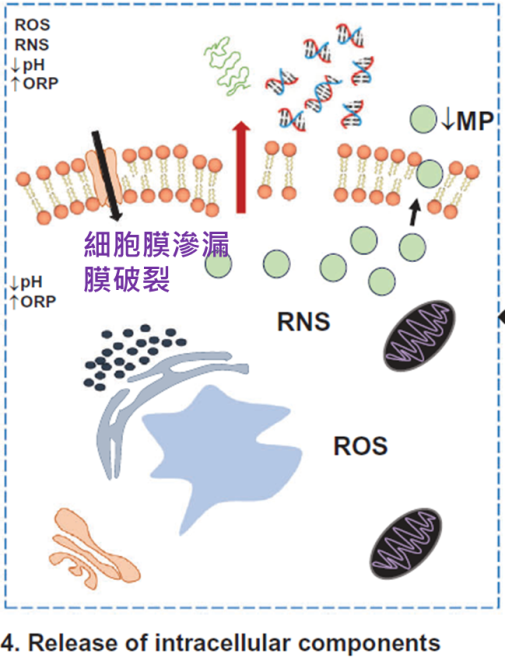 ROS
RNS
↓pH
↑ORP
↓MP
細胞膜滲漏
膜破裂
↓pH
↑ORP
RNS
ROS
4. Release of intracellular components